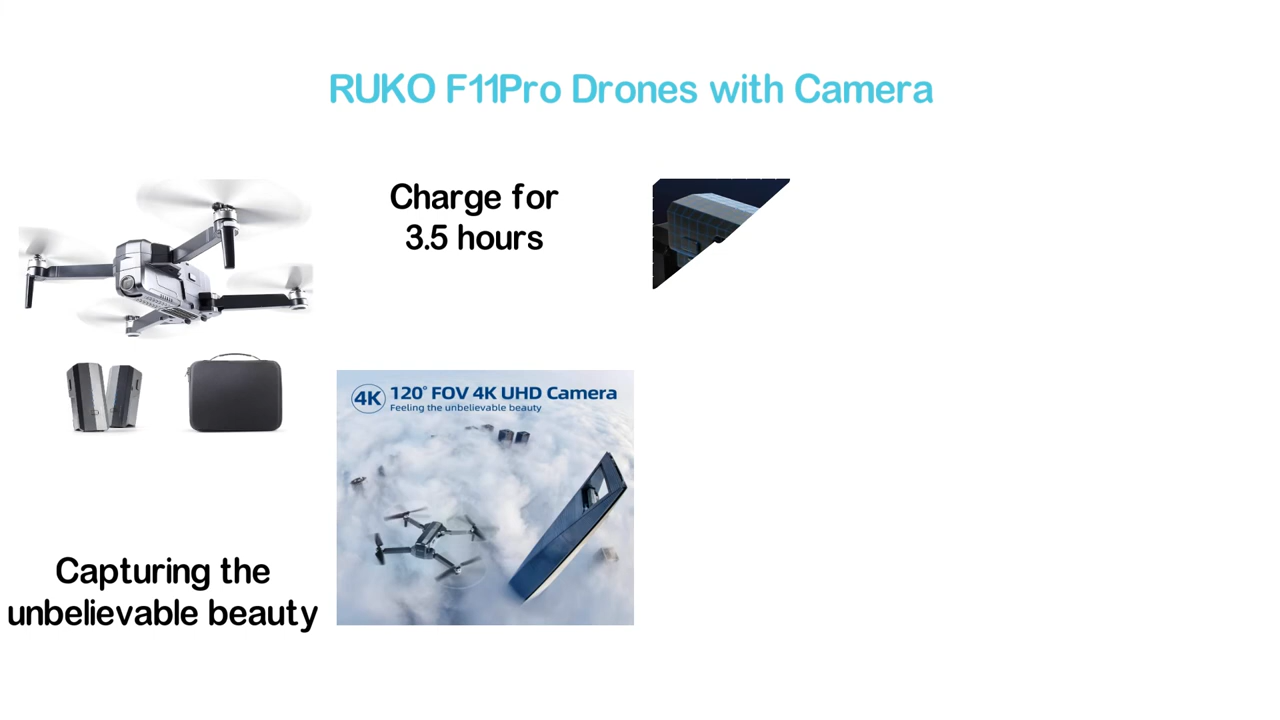 RUKO F11Pro Drones with Camera
Charge for
3.5 hours
4K 120° FOV 4K UHD Camera
Feeling the unbelievable beauty
Capturing the
unbelievable beauty